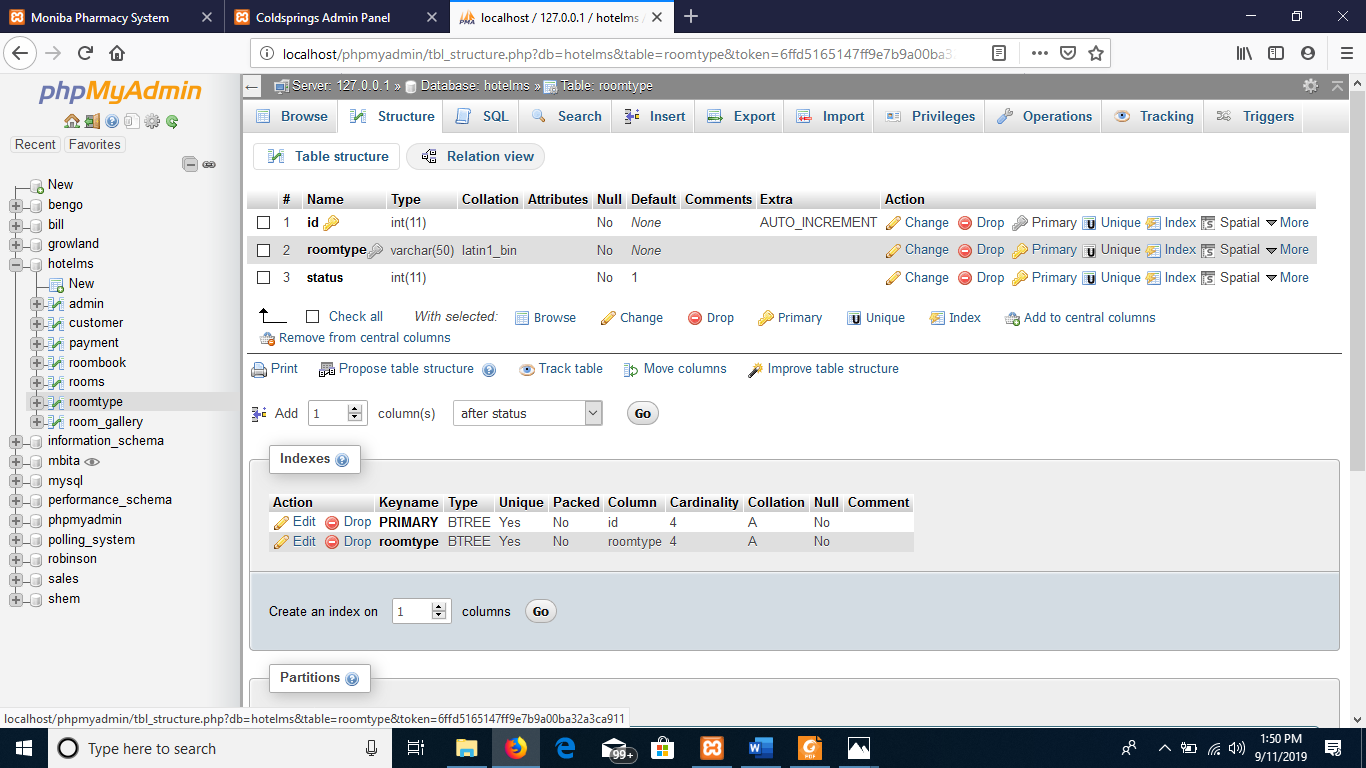 Moniba Pharmacy System
Coldsprings Admin Panel
localhost / 127.0.0.1 / hotelms /
localhost/phpmyadmin/tbl_structure.php?db=hotelms&table=roomtype&token=6ffd5165147ff9e7b9a00ba32
phpMyAdmin
Recent Favorites
New
bengo
bill
growland
hotelms
New
admin
customer
payment
roombook
rooms
roomtype
room_gallery
information_schema
mbita
mysql
performance_schema
phpmyadmin
polling_system
robinson
sales
shem
Server: 127.0.0.1 » Database: hotelms » Table: roomtype
Browse Structure SQL Search Insert Export Import Privileges Operations Tracking Triggers
Table structure Relation view
# Name Type Collation Attributes Null Default Comments Extra Action
1 id int(11) No None AUTO_INCREMENT Change Drop Primary Unique Index Spatial More
2 roomtype varchar(50) latin1_bin No None Change Drop Primary Unique Index Spatial More
3 status int(11) No 1 Change Drop Primary Unique Index Spatial More
Check all With selected: Browse Change Drop Primary Unique Index Add to central columns
Remove from central columns
Print Propose table structure Track table Move columns Improve table structure
Add 1 column(s) after status Go
Indexes
Action Keyname Type Unique Packed Column Cardinality Collation Null Comment
Edit Drop PRIMARY BTREE Yes No id 4 A No
Edit Drop roomtype BTREE Yes No roomtype 4 A No
Create an index on 1 columns Go
Partitions
localhost/phpmyadmin/tbl_structure.php?db=hotelms&table=roomtype&token=6ffd5165147ff9e7b9a00ba32a3ca911
Type here to search
99+
1:50 PM
9/11/2019